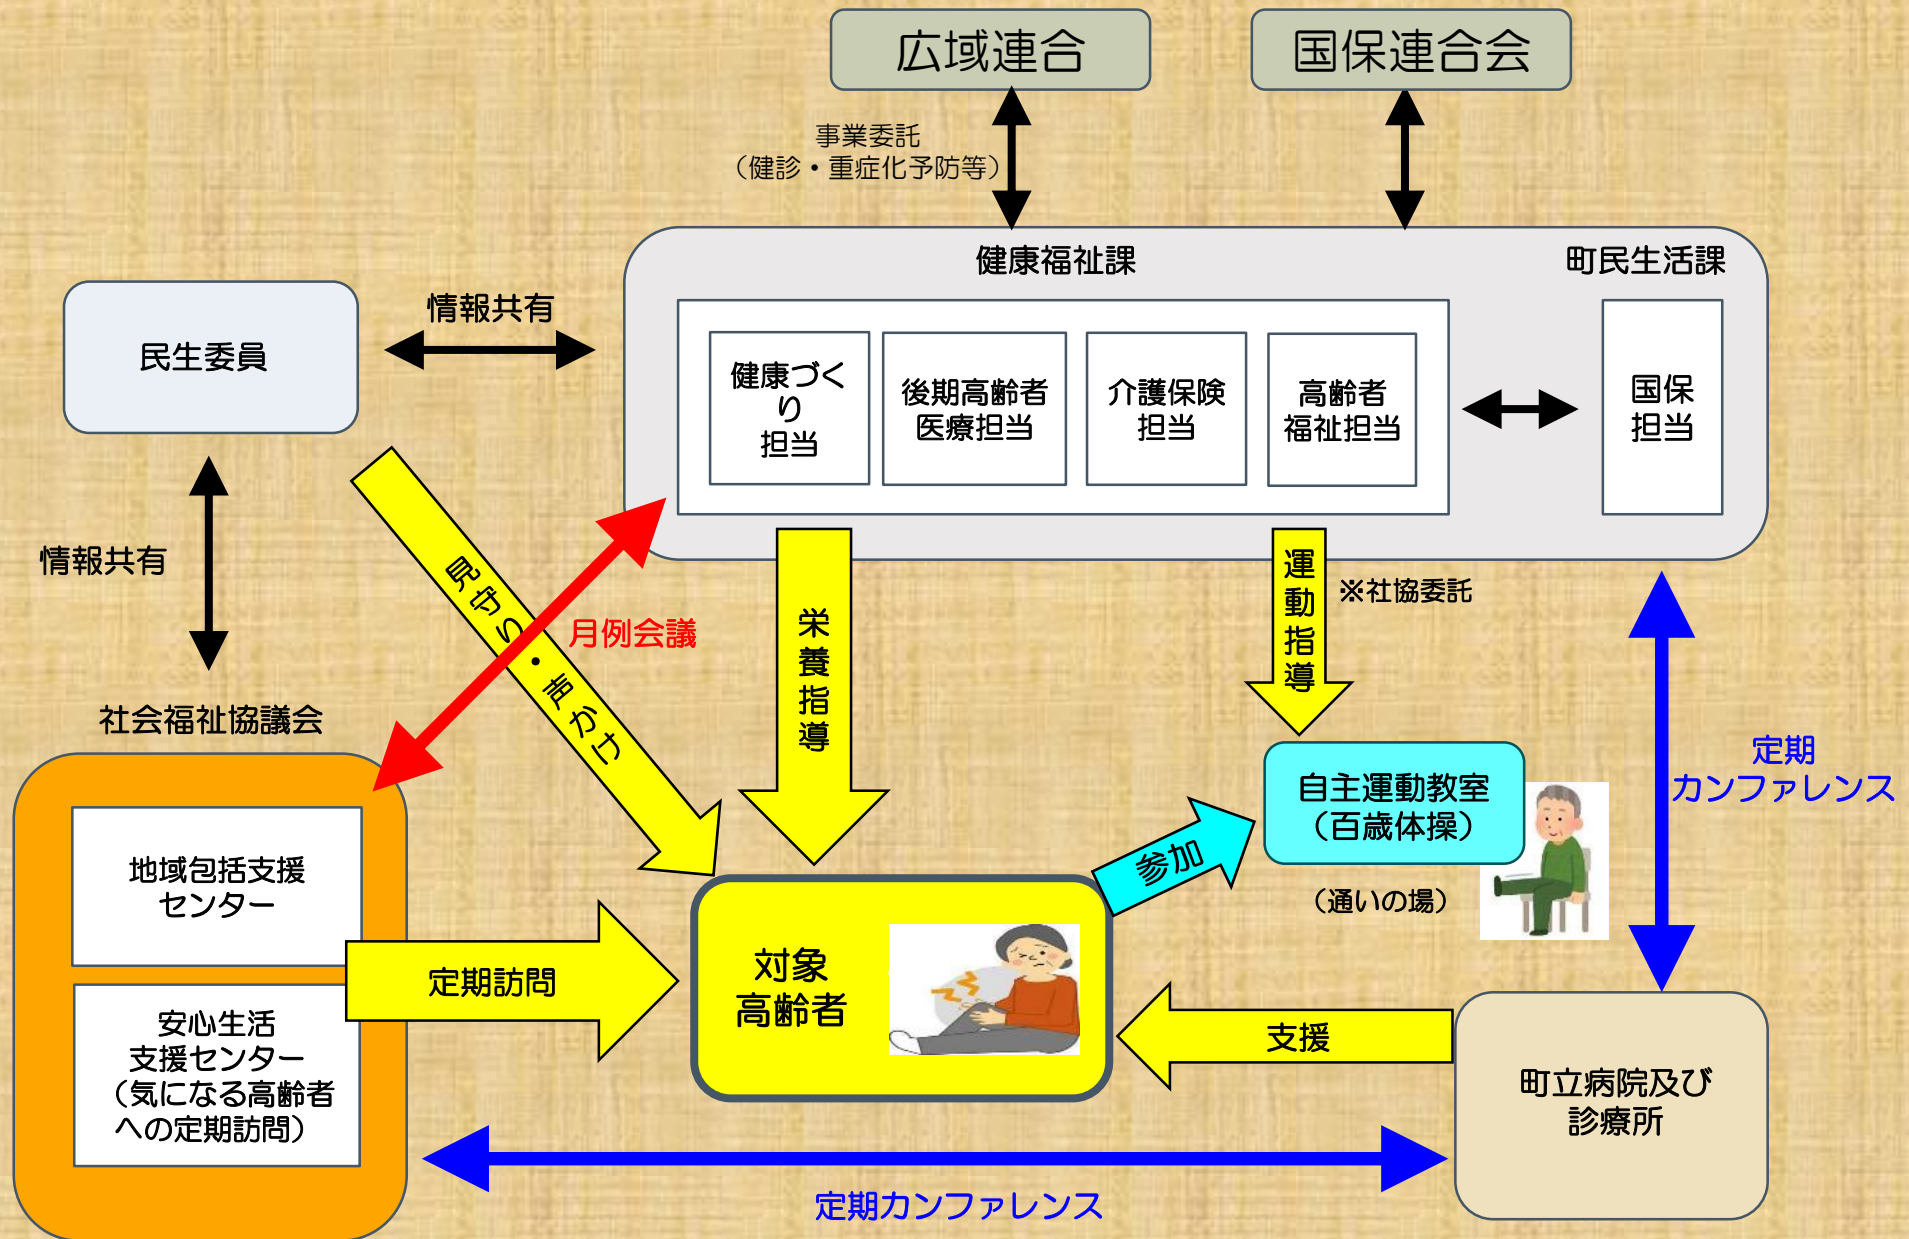 広域連合
国保連合会
事業委託
（健診・重症化予防等）
健康福祉課
町民生活課
情報共有
民生委員
健康づく
り
担当
後期高齢者
医療担当
介護保険
担当
高齢者
福祉担当
国保
担当
情報共有
見守り・声かけ
月例会議
栄養指導
運動指導
※社協委託
社会福祉協議会
定期
カンファレンス
自主運動教室
（百歳体操）
参加
（通いの場）
地域包括支援
センター
定期訪問
対象
高齢者
安心生活
支援センター
（気になる高齢者
への定期訪問）
支援
町立病院及び
診療所
定期カンファレンス